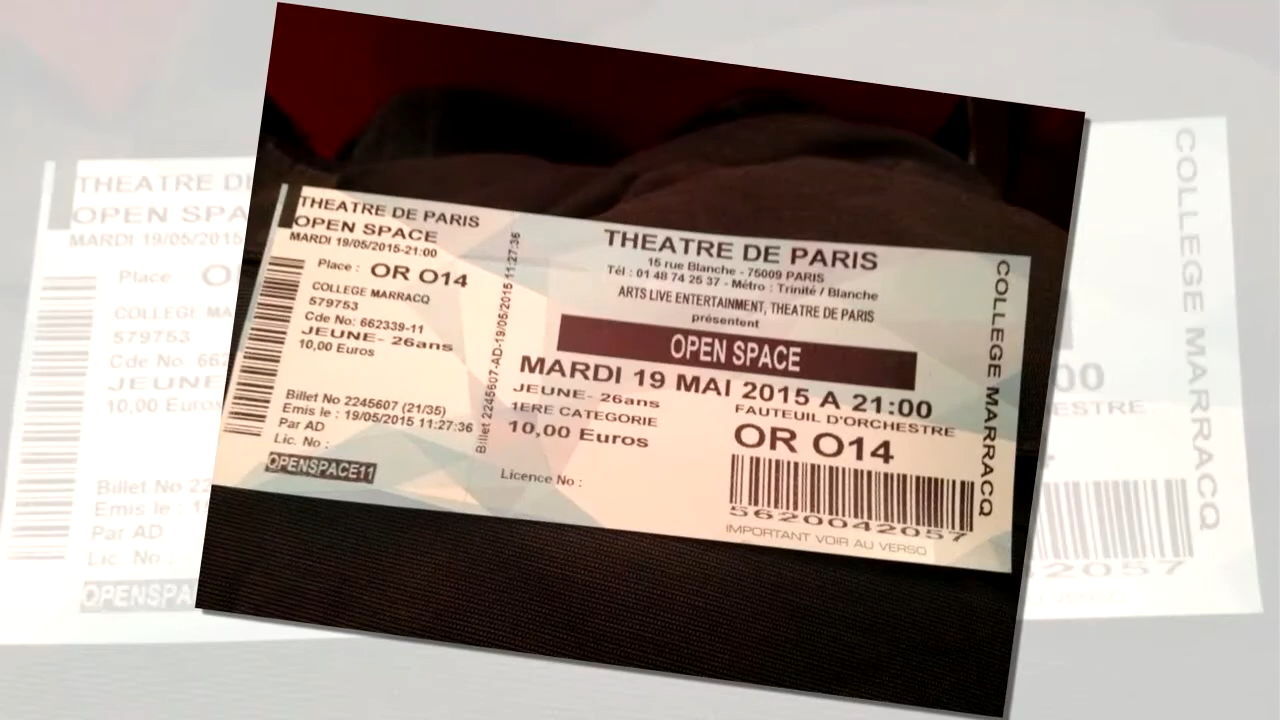 THEATRE DE PARIS
OPEN SPACE
MARDI 19/05/2015-21:00
Place : OR O14
COLLEGE MARRACQ
579753
Cde No: 662339-11
JEUNE- 26ans
10,00 Euros
Billet No 2245607 (21/35)
Emis le : 19/05/2015 11:27:36
Par AD
Lic. No :
OPENSPACE11
Billet 2245607-AD-19/05/2015 11:27:36
THEATRE DE PARIS
15 rue Blanche - 75009 PARIS
Tél : 01 48 74 25 37 - Métro : Trinité / Blanche
ARTS LIVE ENTERTAINMENT, THEATRE DE PARIS
présentent
OPEN SPACE
MARDI 19 MAI 2015 A 21:00
JEUNE- 26ans
1ERE CATEGORIE
10,00 Euros
FAUTEUIL D'ORCHESTRE
OR O14
Licence No :
5620042057
IMPORTANT VOIR AU VERSO
COLLEGE MARRACQ